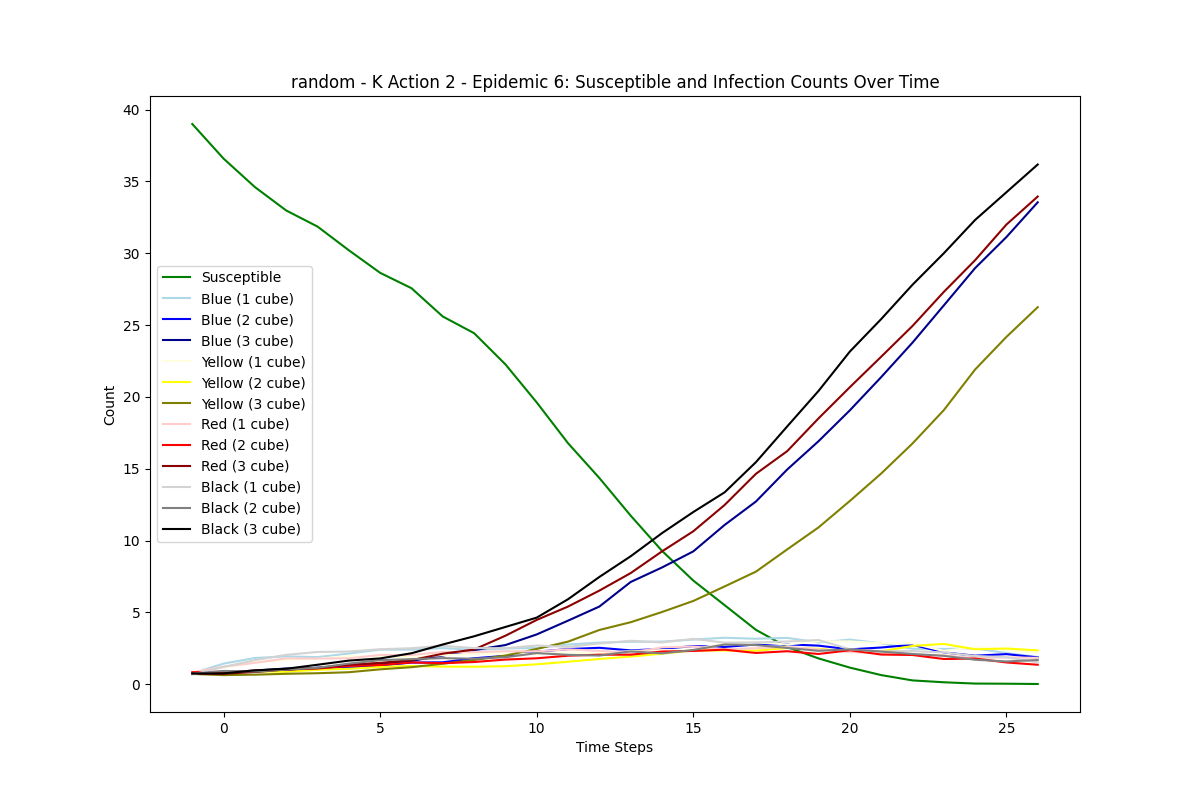 random - K Action 2 - Epidemic 6: Susceptible and Infection Counts Over Time
40
35
30
25
20
15
10
5
0
Count
Susceptible
Blue (1 cube)
Blue (2 cube)
Blue (3 cube)
Yellow (1 cube)
Yellow (2 cube)
Yellow (3 cube)
Red (1 cube)
Red (2 cube)
Red (3 cube)
Black (1 cube)
Black (2 cube)
Black (3 cube)
0 5 10 15 20 25
Time Steps